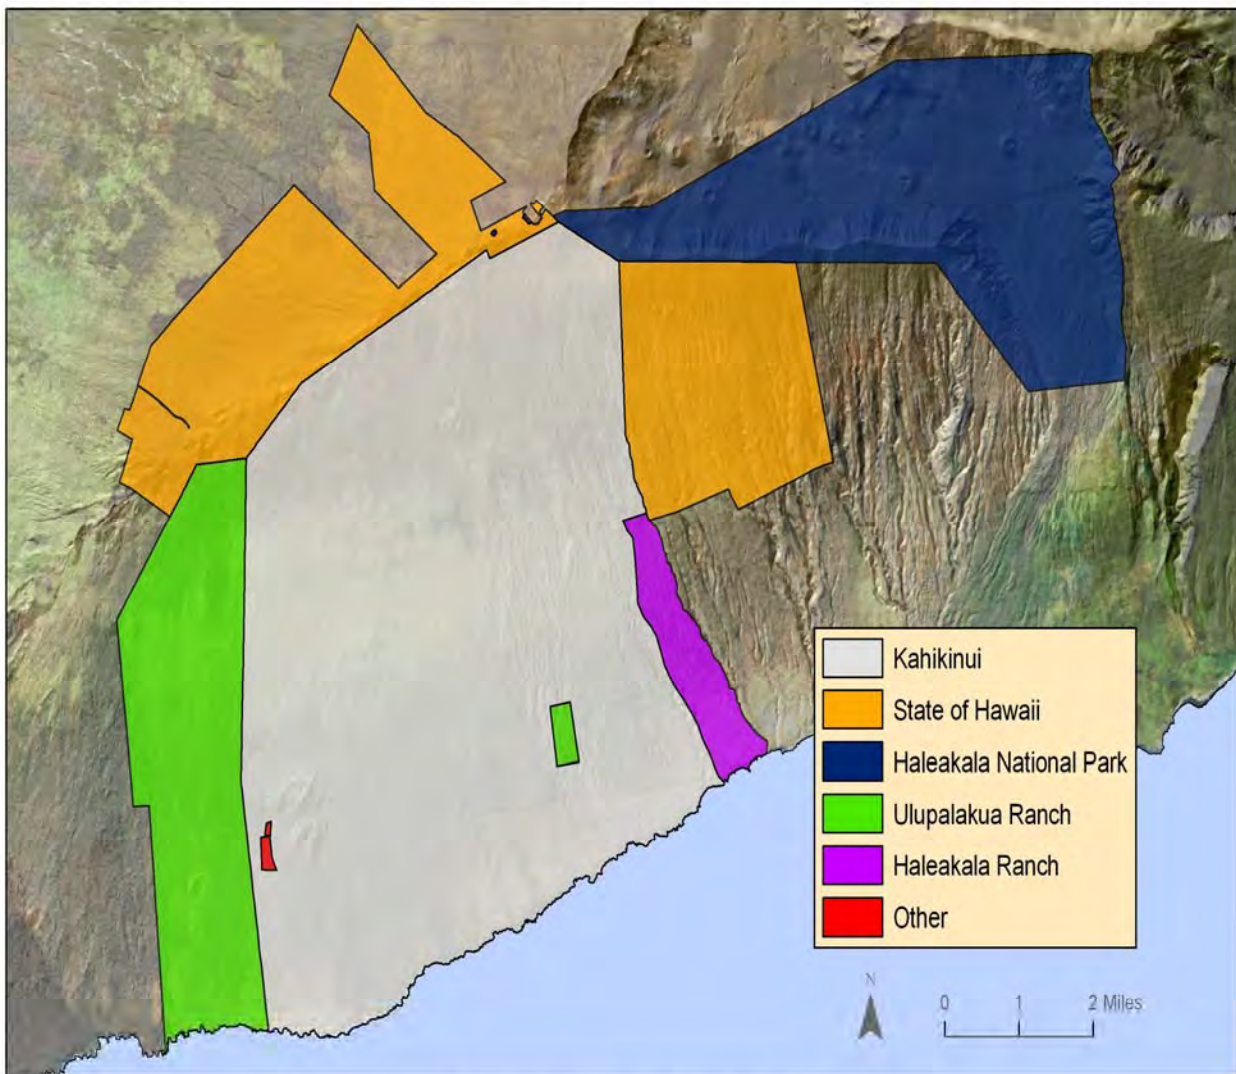 Kahikinui
State of Hawaii
Haleakala National Park
Ulupalakua Ranch
Haleakala Ranch
Other
N
0 1 2 Miles